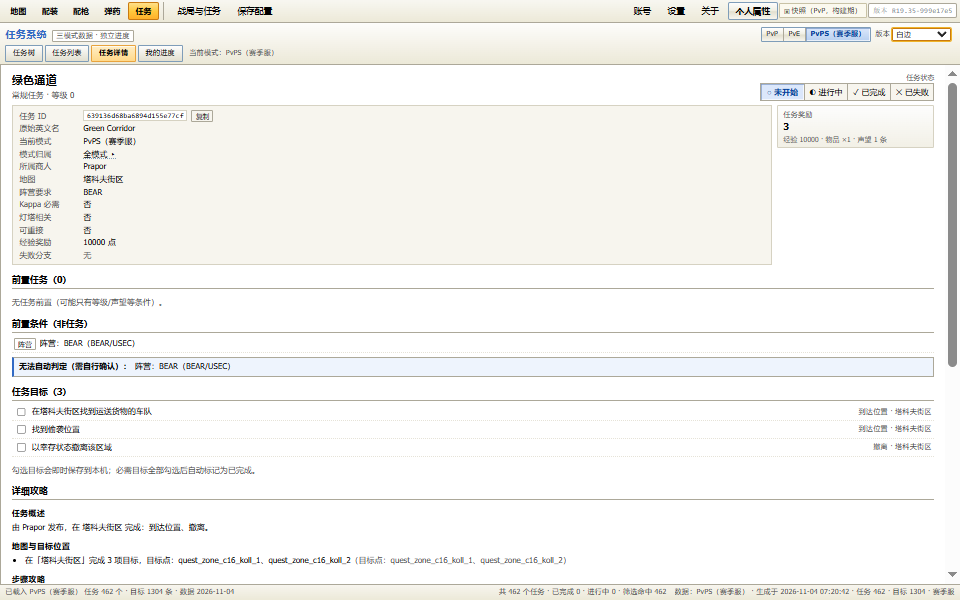 地图 配装 配枪 弹药 任务 战局与任务 保存配置 账号 设置 关于 个人属性 快照（PvP，构建期） 版本 R19.35-999e17e5
任务系统 三模式数据 · 独立进度 PvP PvE PvPS（赛季服） 版本 白边
任务树 任务列表 任务详情 我的进度 当前模式：PvPS（赛季服）
绿色通道
常规任务 · 等级 0
任务状态
○ 未开始 ◐ 进行中 ✓ 已完成 ✕ 已失败
任务 ID 639136d68ba6894d155e77cf 复制
原始英文名 Green Corridor
当前模式 PvPS（赛季服）
模式归属 全模式
所属商人 Prapor
地图 塔科夫街区
阵营要求 BEAR
Kappa 必需 否
灯塔相关 否
可重接 否
经验奖励 10000 点
失败分支 无
任务奖励
3
经验 10000 · 物品 ×1 · 声望 1 条
前置任务（0）
无任务前置（可能只有等级/声望等条件）。
前置条件（非任务）
阵营 阵营：BEAR（BEAR/USEC）
无法自动判定（需自行确认）： 阵营：BEAR（BEAR/USEC）
任务目标（3）
在塔科夫街区找到运送货物的车队 到达位置 · 塔科夫街区
找到偷袭位置 到达位置 · 塔科夫街区
以幸存状态撤离该区域 撤离 · 塔科夫街区
勾选目标会即时保存到本机；必需目标全部勾选后自动标记为已完成。
详细攻略
任务概述
由 Prapor 发布，在 塔科夫街区 完成：到达位置、撤离。
地图与目标位置
• 在「塔科夫街区」完成 3 项目标，目标点：quest_zone_c16_koll_1、quest_zone_c16_koll_2（目标点：quest_zone_c16_koll_1、quest_zone_c16_koll_2）
步骤攻略
已载入 PvPS（赛季服） 任务 462 个 · 目标 1304 条 · 数据 2026-11-04 共 462 个任务 · 已完成 0 · 进行中 0 · 筛选命中 462 数据：PvPS（赛季服） · 生成于 2026-11-04 07:20:42 · 任务 462 · 目标 1304 · 赛季服